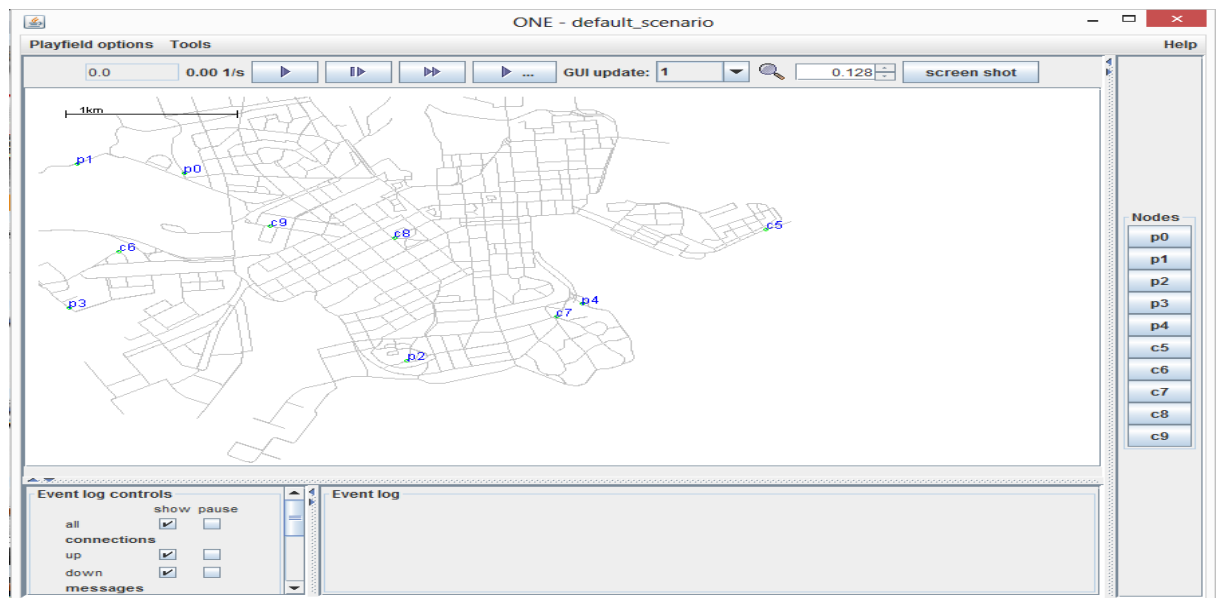 ONE - default_scenario
Playfield options Tools Help
0.0 0.00 1/s ... GUI update: 1 0.128 screen shot
1km
p1
p0
c9
c8
c5
c6
p3
p4
c7
p2
Nodes
p0
p1
p2
p3
p4
c5
c6
c7
c8
c9
Event log controls
show pause
all
connections
up
down
messages
Event log